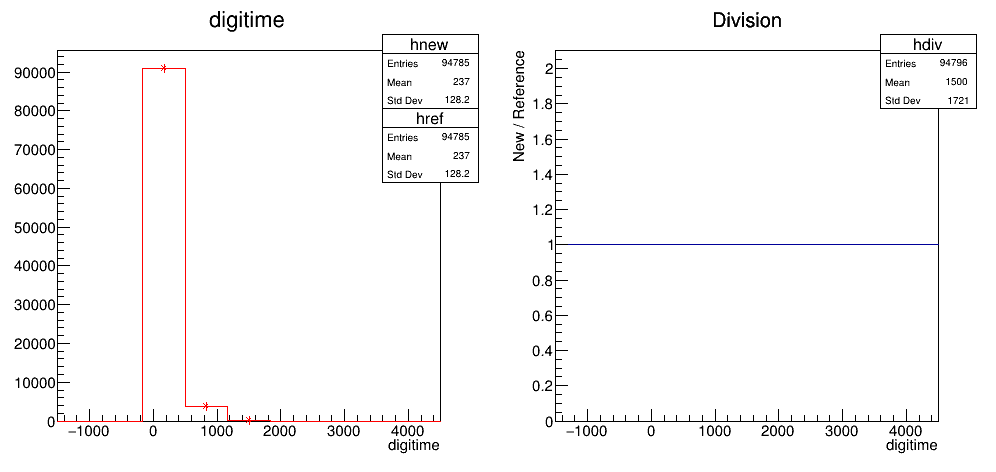 digitime
hnew
Entries 94785
Mean 237
Std Dev 128.2
href
Entries 94785
Mean 237
Std Dev 128.2
90000
80000
70000
60000
50000
40000
30000
20000
10000
0
−1000 0 1000 2000 3000 4000
digitime
Division
hdiv
Entries 94796
Mean 1500
Std Dev 1721
New / Reference
2
1.8
1.6
1.4
1.2
1
0.8
0.6
0.4
0.2
0
−1000 0 1000 2000 3000 4000
digitime